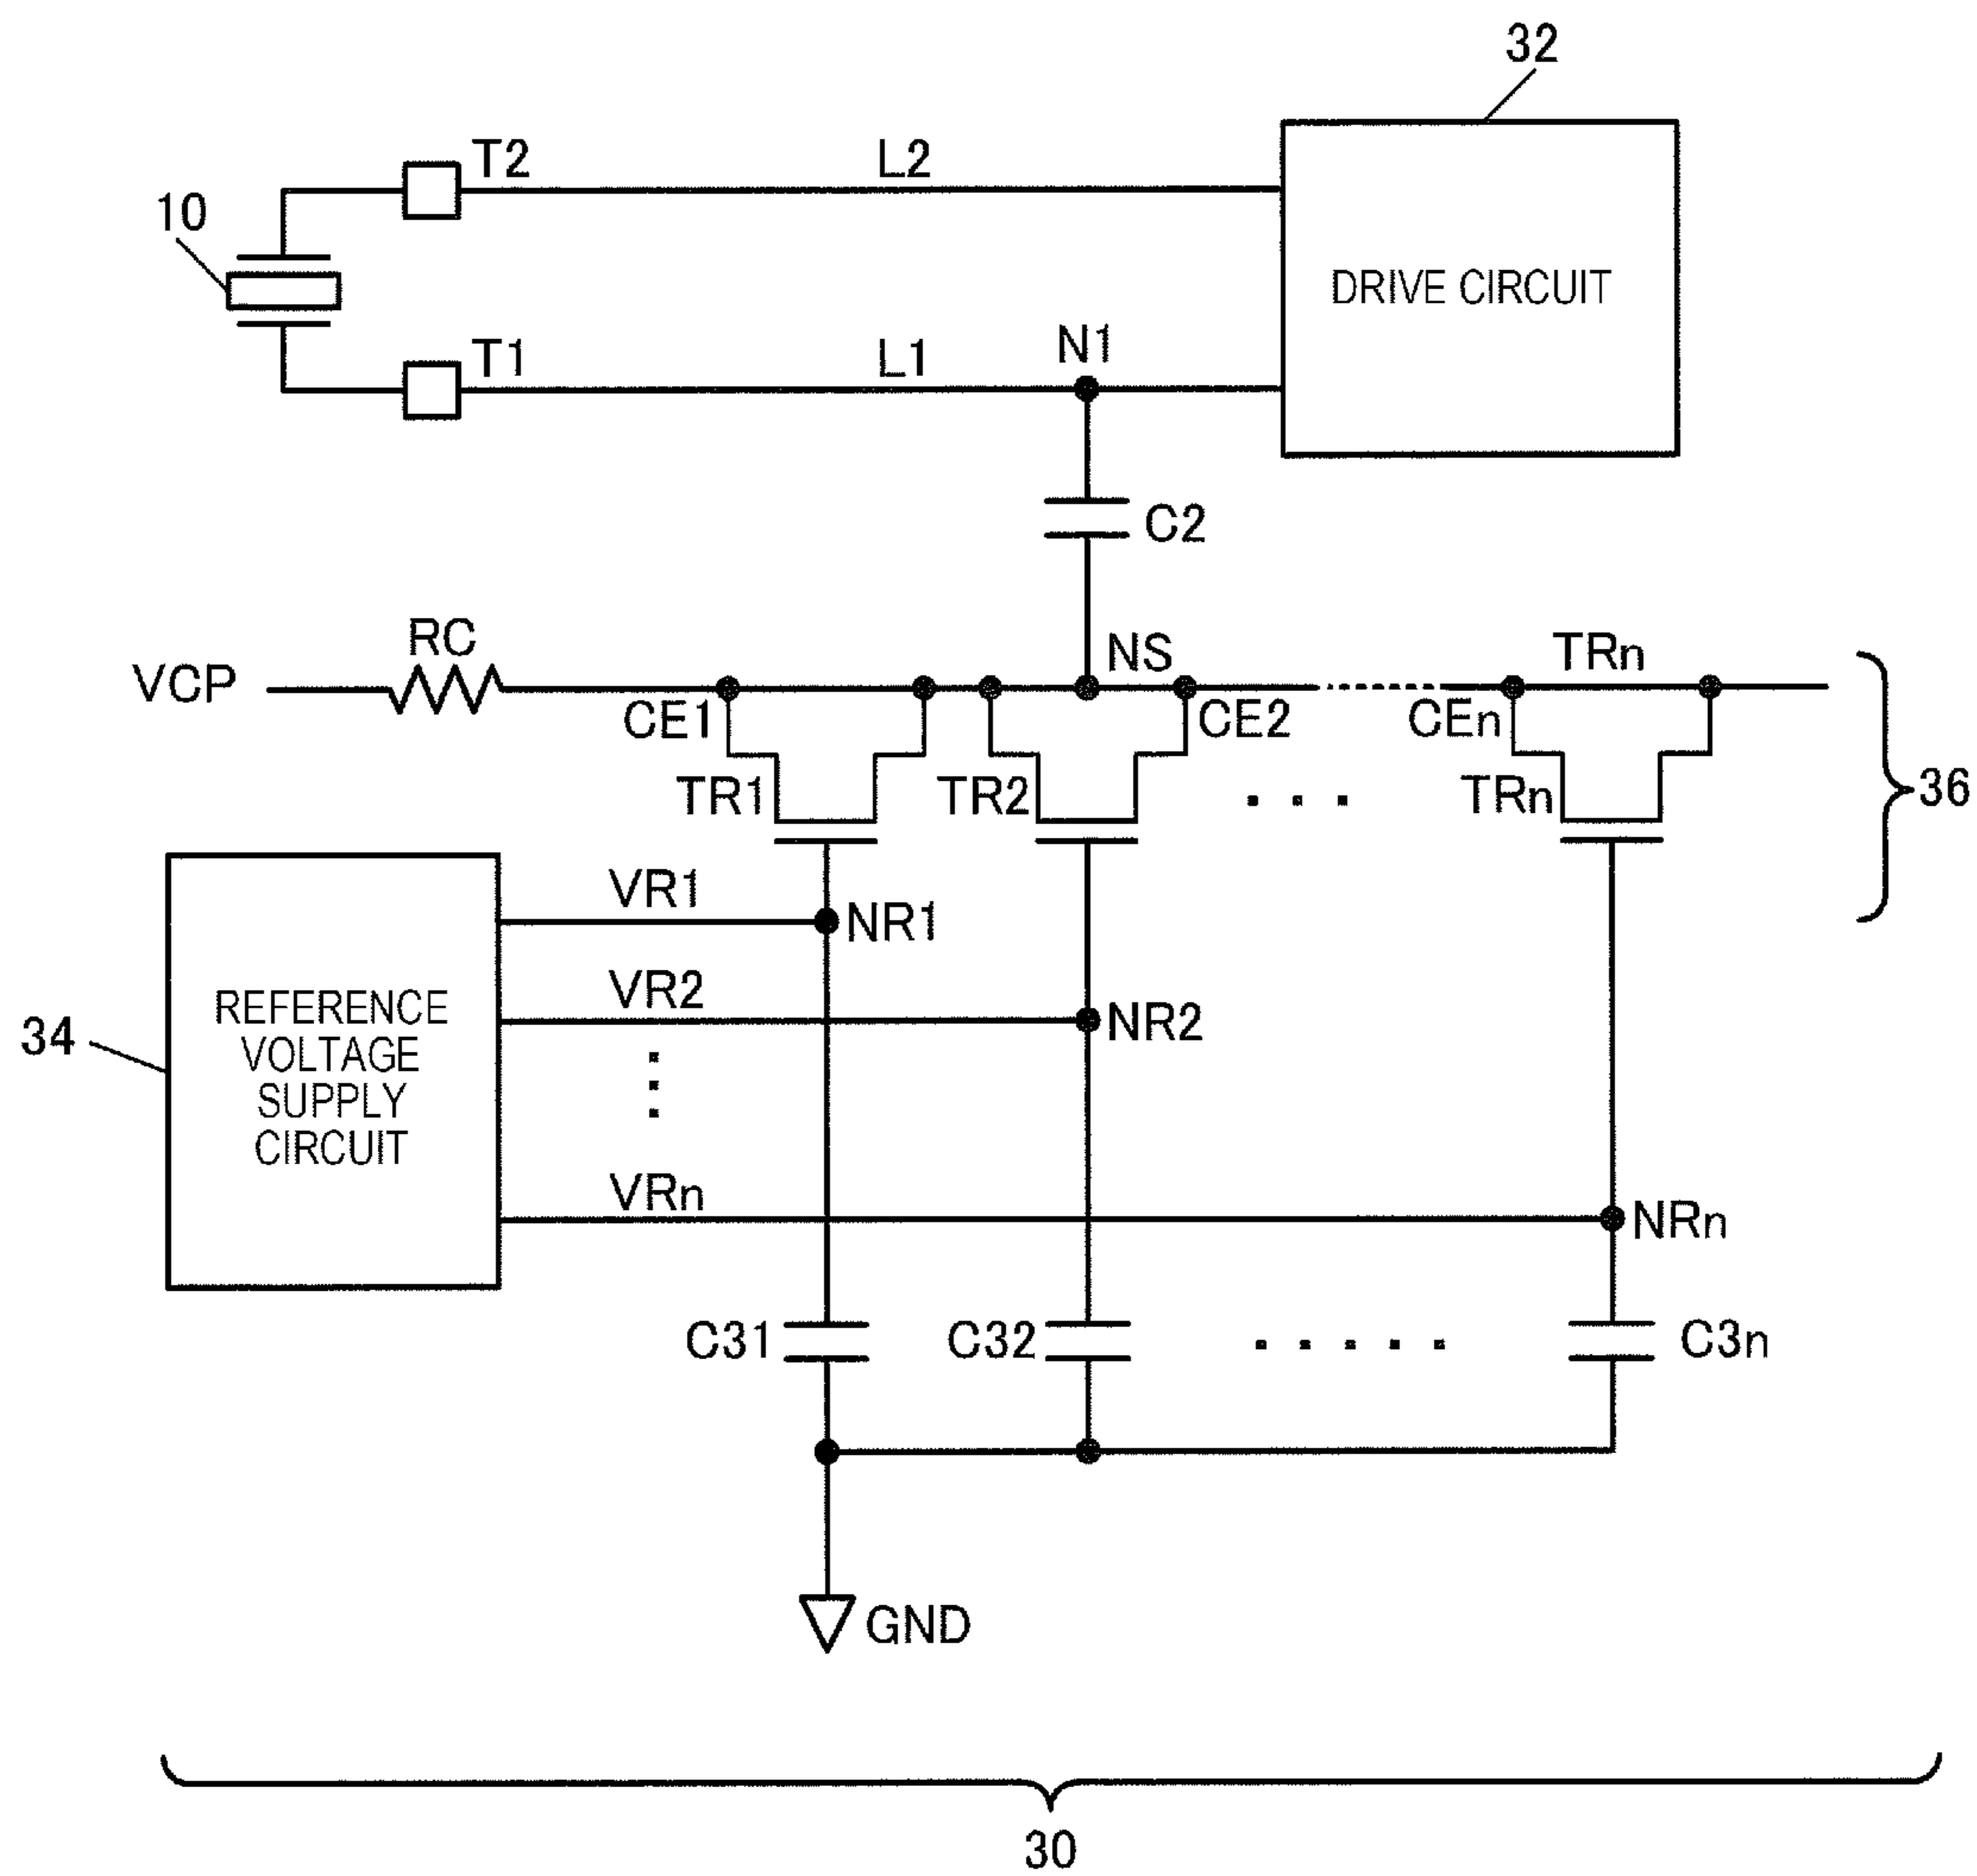 32
T2
L2
10
DRIVE CIRCUIT
T1
L1
N1
C2
RC
VCP
NS
TRn
CE1
CE2
CEn
TR1
TR2
. . .
TRn
36
VR1
NR1
VR2
NR2
34
REFERENCE
VOLTAGE
SUPPLY
CIRCUIT
VRn
NRn
C31
C32
. . . . .
C3n
GND
30